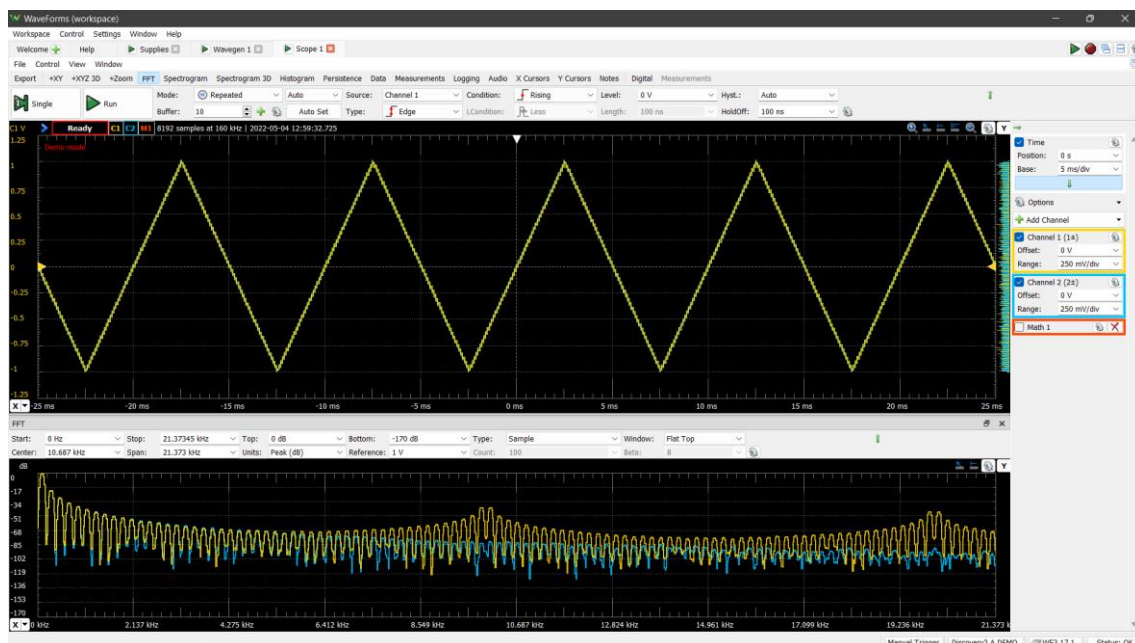 WaveForms (workspace)
Workspace Control Settings Window Help
Welcome Help Supplies Wavegen 1 Scope 1
File Control View Window
Export +XY +XYZ 3D +Zoom FFT Spectrogram Spectrogram 3D Histogram Persistence Data Measurements Logging Audio X Cursors Y Cursors Notes Digital Measurements
Single Run Mode: Repeated Auto Source: Channel 1 Condition: Rising Level: 0 V Hyst.: Auto
Buffer: 10 Auto Set Type: Edge LCondition: Less Length: 100 ns HoldOff: 100 ns
C1 V Ready C1 C2 M1 8192 samples at 160 kHz | 2022-05-04 12:59:32.725 Y
Demo mode
1.25
1
0.75
0.5
0.25
0
-0.25
-0.5
-0.75
-1
-1.25
X -25 ms -20 ms -15 ms -10 ms -5 ms 0 ms 5 ms 10 ms 15 ms 20 ms 25 ms
Time
Position: 0 s
Base: 5 ms/div
Options
Add Channel
Channel 1 (1±)
Offset: 0 V
Range: 250 mV/div
Channel 2 (2±)
Offset: 0 V
Range: 250 mV/div
Math 1
FFT
Start: 0 Hz Stop: 21.37345 kHz Top: 0 dB Bottom: -170 dB Type: Sample Window: Flat Top
Center: 10.687 kHz Span: 21.373 kHz Units: Peak (dB) Reference: 1 V Count: 100 Beta: 8
dB Y
0
-17
-34
-51
-68
-85
-102
-119
-136
-153
-170
X 0 kHz 2.137 kHz 4.275 kHz 6.412 kHz 8.549 kHz 10.687 kHz 12.824 kHz 14.961 kHz 17.099 kHz 19.236 kHz 21.373 k
Manual Trigger Discovery2 A DEMO WF3.17.1 Status: OK